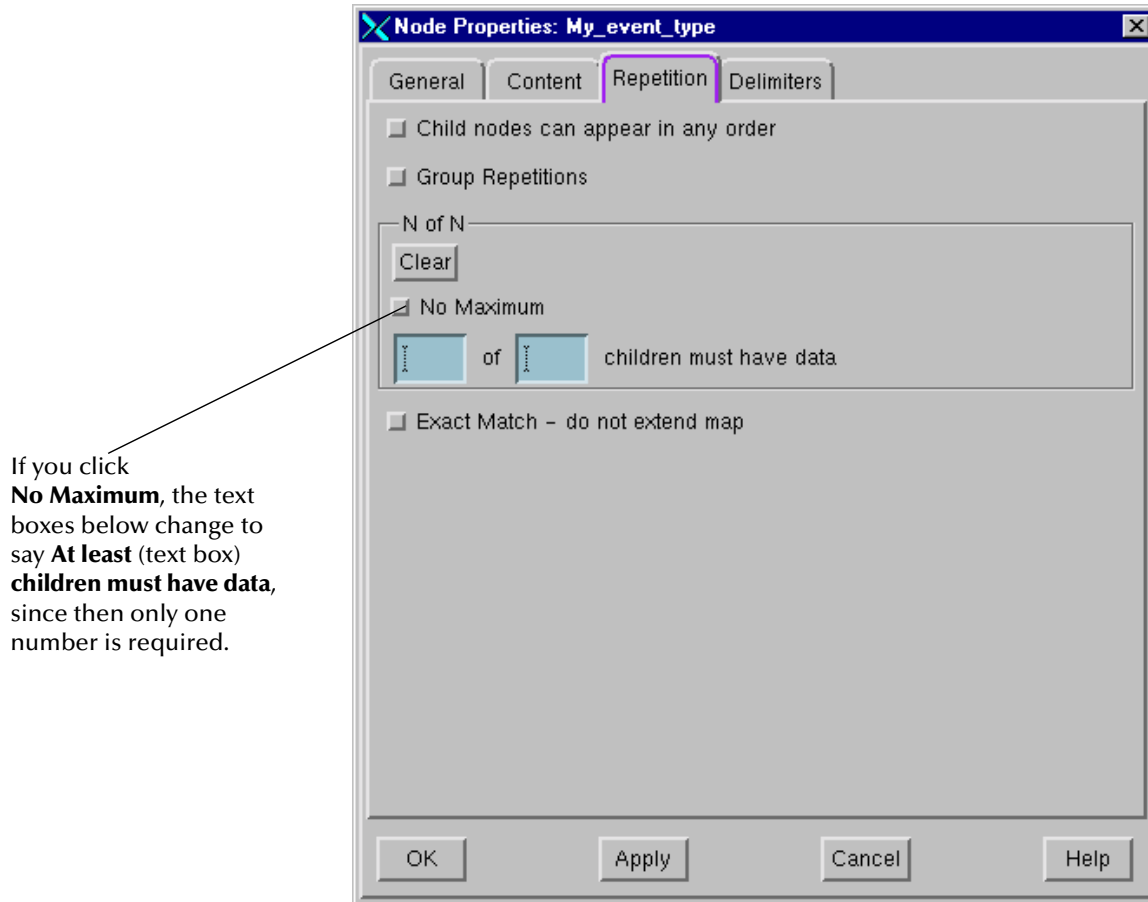 Node Properties: My_event_type
General Content Repetition Delimiters
Child nodes can appear in any order
Group Repetitions
N of N
Clear
No Maximum
of children must have data
Exact Match – do not extend map
If you click
No Maximum, the text
boxes below change to
say At least (text box)
children must have data,
since then only one
number is required.
OK Apply Cancel Help